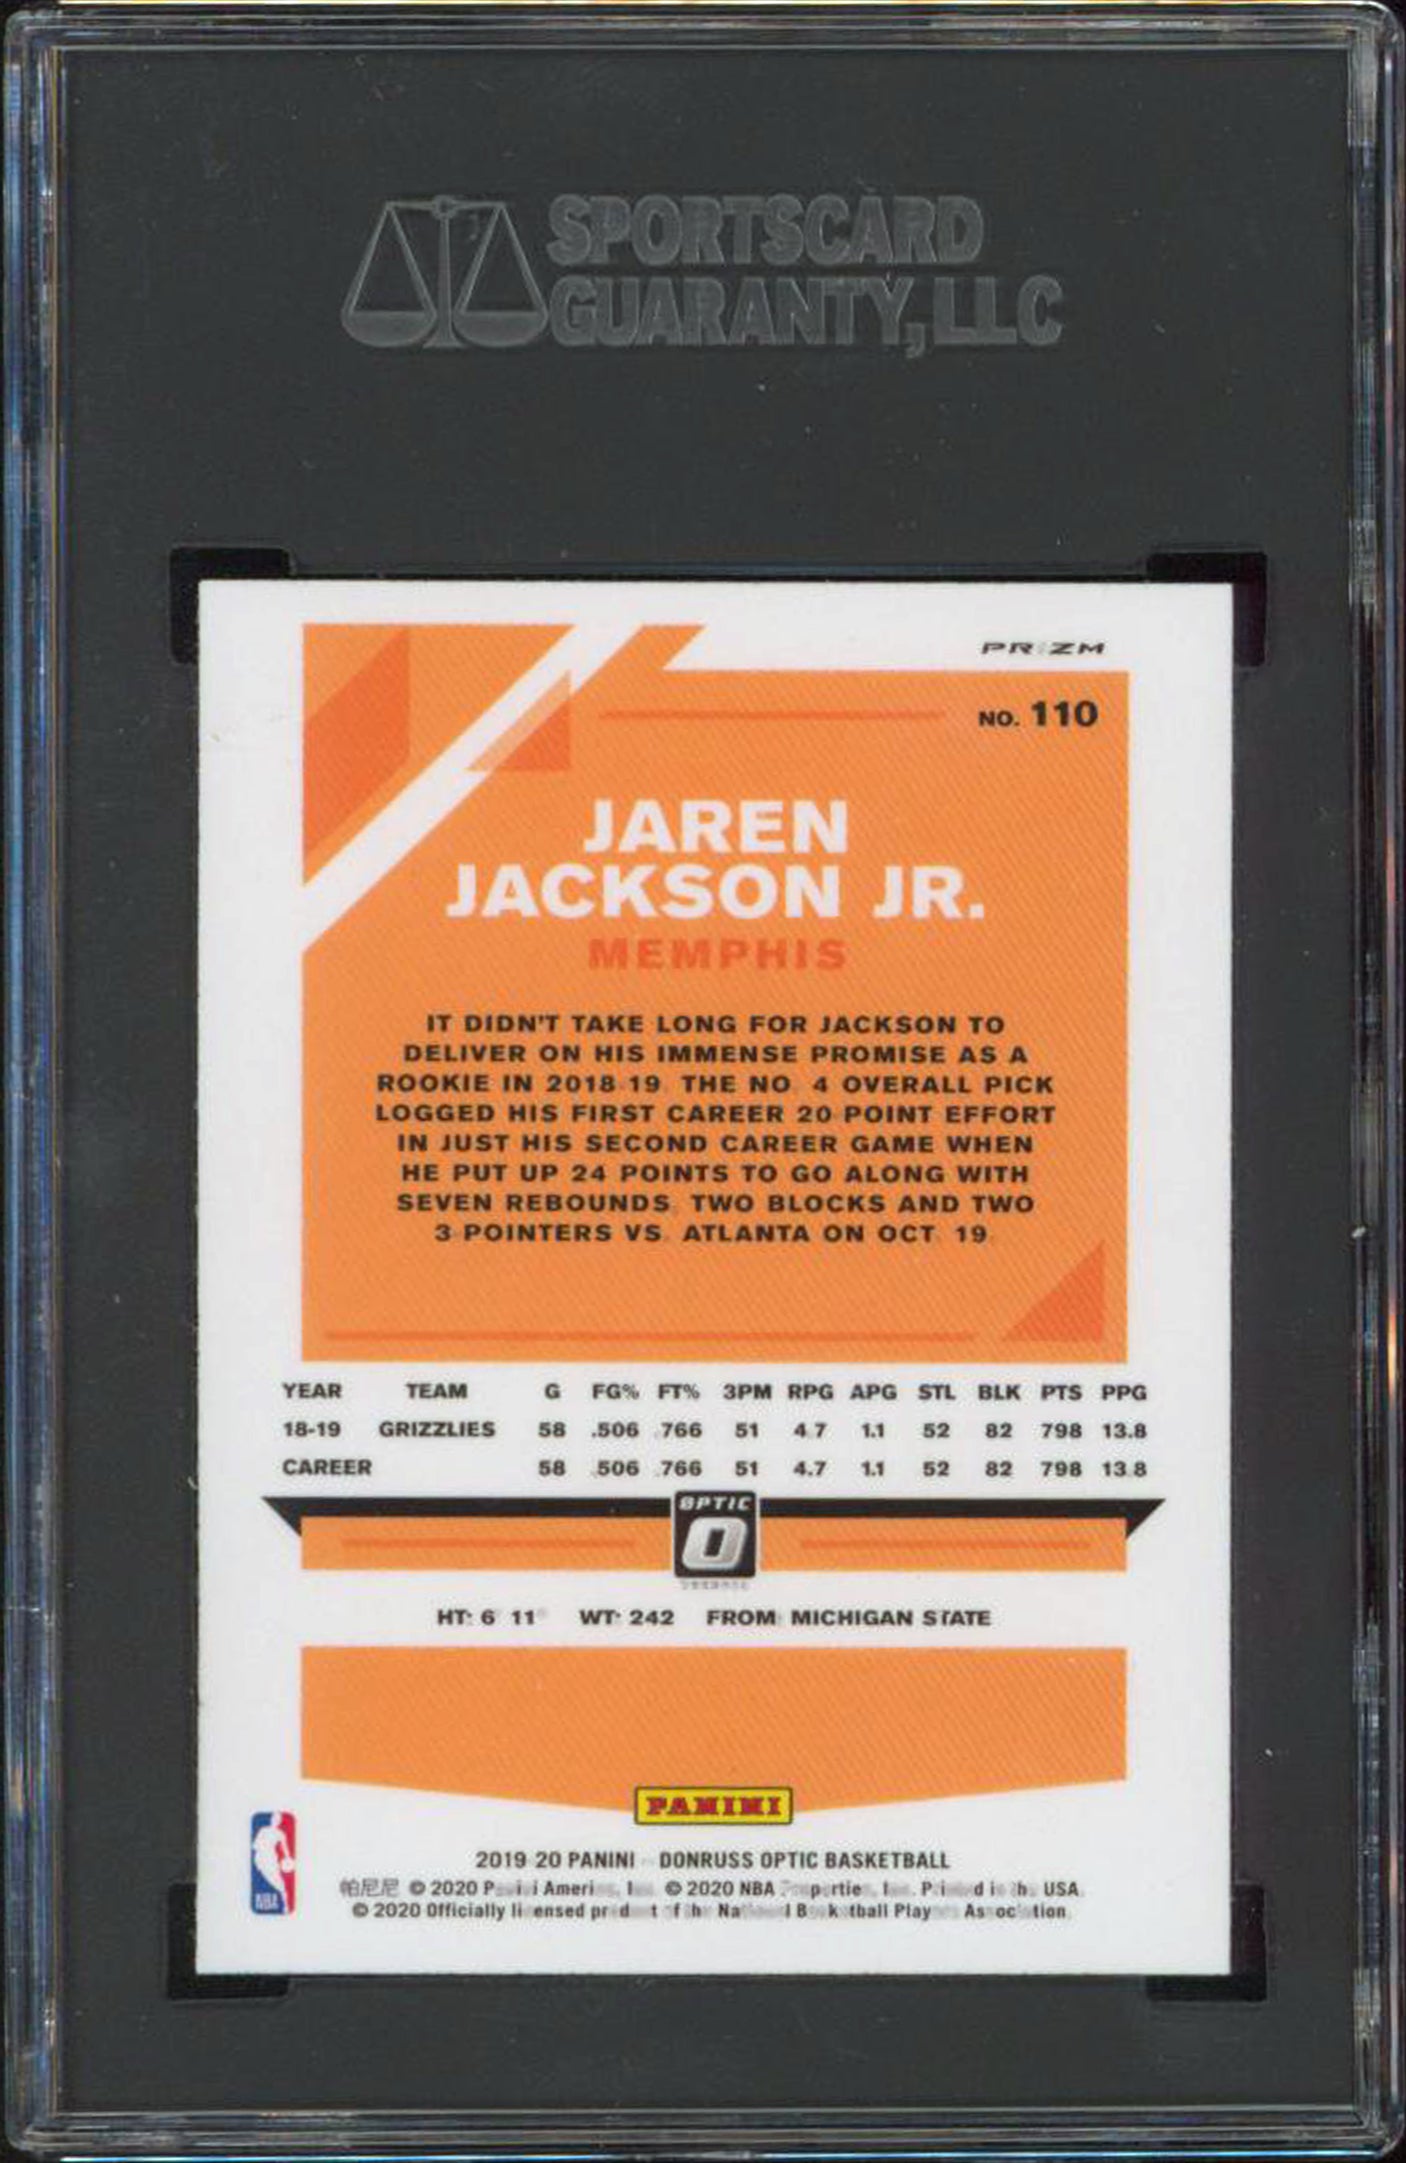 SPORTSCARD
GUARANTY, LLC
PRIZM
NO. 110
JAREN
JACKSON JR.
MEMPHIS
IT DIDN'T TAKE LONG FOR JACKSON TO
DELIVER ON HIS IMMENSE PROMISE AS A
ROOKIE IN 2018 19 THE NO 4 OVERALL PICK
LOGGED HIS FIRST CAREER 20 POINT EFFORT
IN JUST HIS SECOND CAREER GAME WHEN
HE PUT UP 24 POINTS TO GO ALONG WITH
SEVEN REBOUNDS TWO BLOCKS AND TWO
3 POINTERS VS. ATLANTA ON OCT 19
YEAR TEAM G FG% FT% 3PM RPG APG STL BLK PTS PPG
18-19 GRIZZLIES 58 .506 .766 51 4.7 1.1 52 82 798 13.8
CAREER 58 .506 .766 51 4.7 1.1 52 82 798 13.8
OPTIC
O
HT: 6 11" WT: 242 FROM: MICHIGAN STATE
PANINI
NBA
2019 20 PANINI - DONRUSS OPTIC BASKETBALL
帕尼尼 © 2020 © 2020 NBA USA
© 2020 Officially